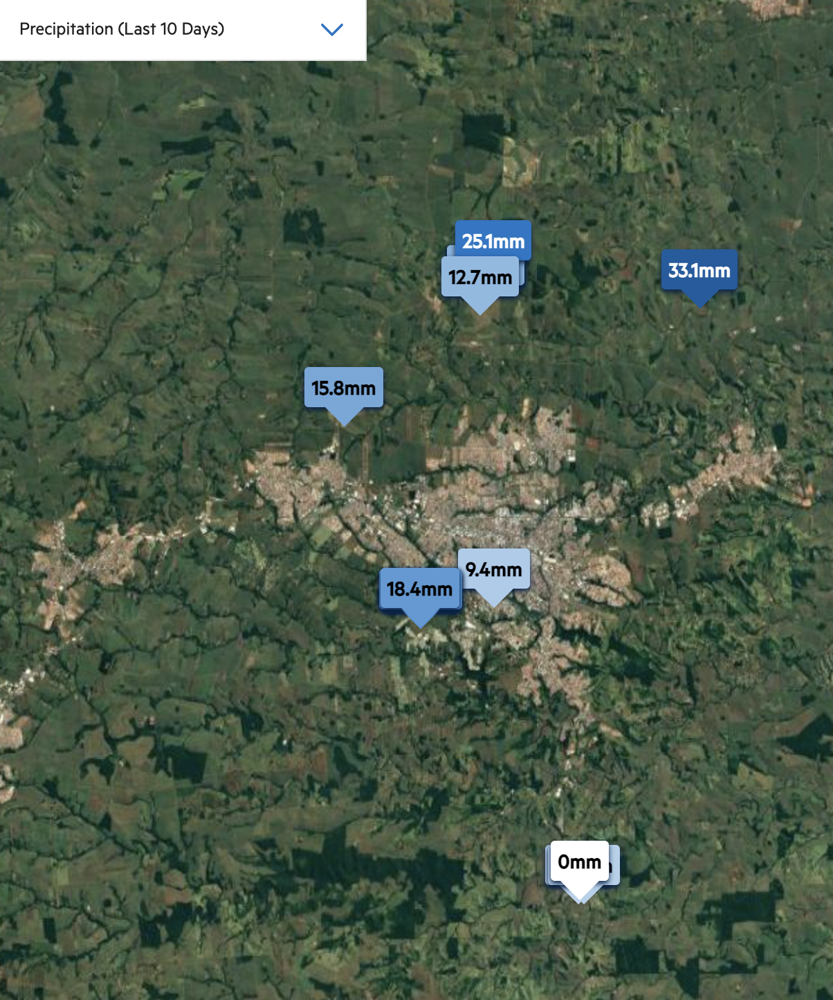 Precipitation (Last 10 Days)
25.1mm
12.7mm
33.1mm
15.8mm
9.4mm
18.4mm
0mm